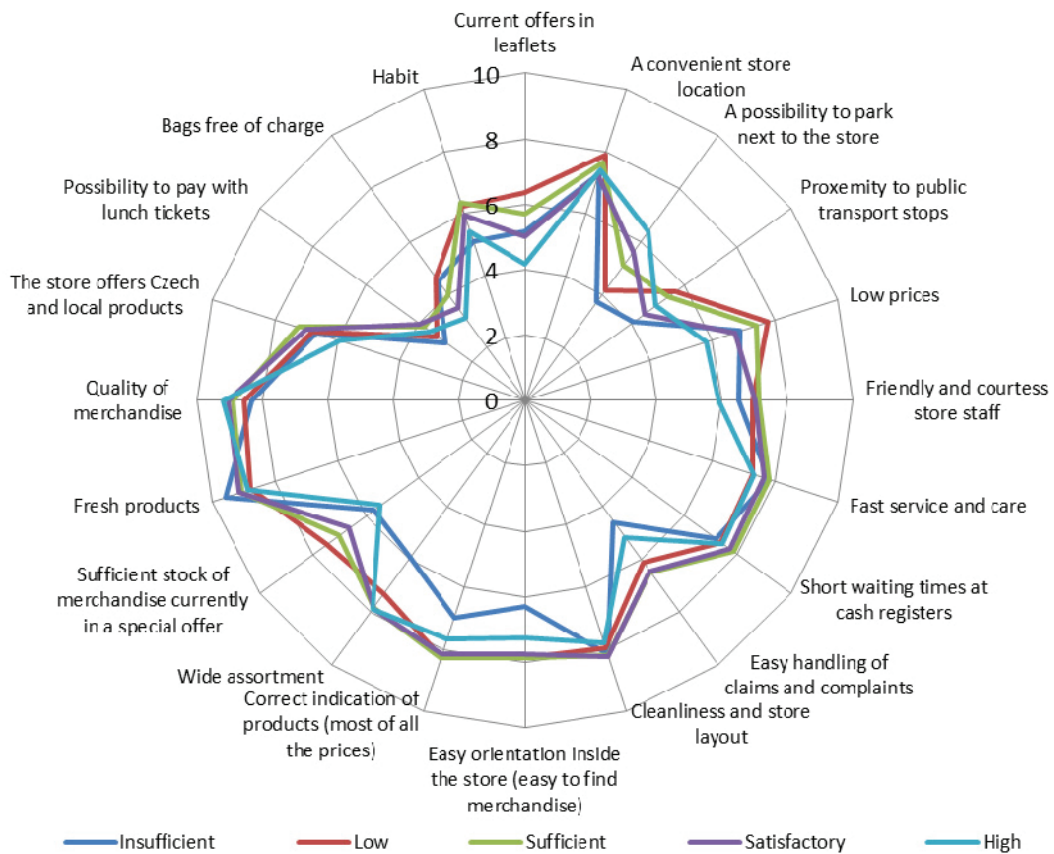 Current offers in
leaflets
A convenient store
location
A possibility to park
next to the store
Proxemity to public
transport stops
Low prices
Friendly and courtess
store staff
Fast service and care
Short waiting times at
cash registers
Easy handling of
claims and complaints
Cleanliness and store
layout
Easy orientation inside
the store (easy to find
merchandise)
Correct indication of
products (most of all
the prices)
Wide assortment
Sufficient stock of
merchandise currently
in a special offer
Fresh products
Quality of
merchandise
The store offers Czech
and local products
Possibility to pay with
lunch tickets
Bags free of charge
Habit
10
8
6
4
2
0
Insufficient
Low
Sufficient
Satisfactory
High